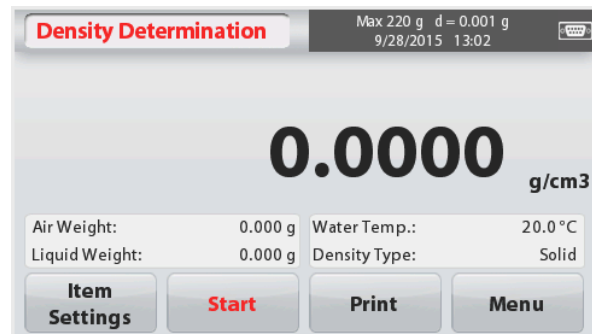 Density Determination
Max 220 g d = 0.001 g
9/28/2015 13:02
0.0000
g/cm3
Air Weight: 0.000 g
Water Temp.: 20.0°C
Liquid Weight: 0.000 g
Density Type: Solid
Item Settings
Start
Print
Menu